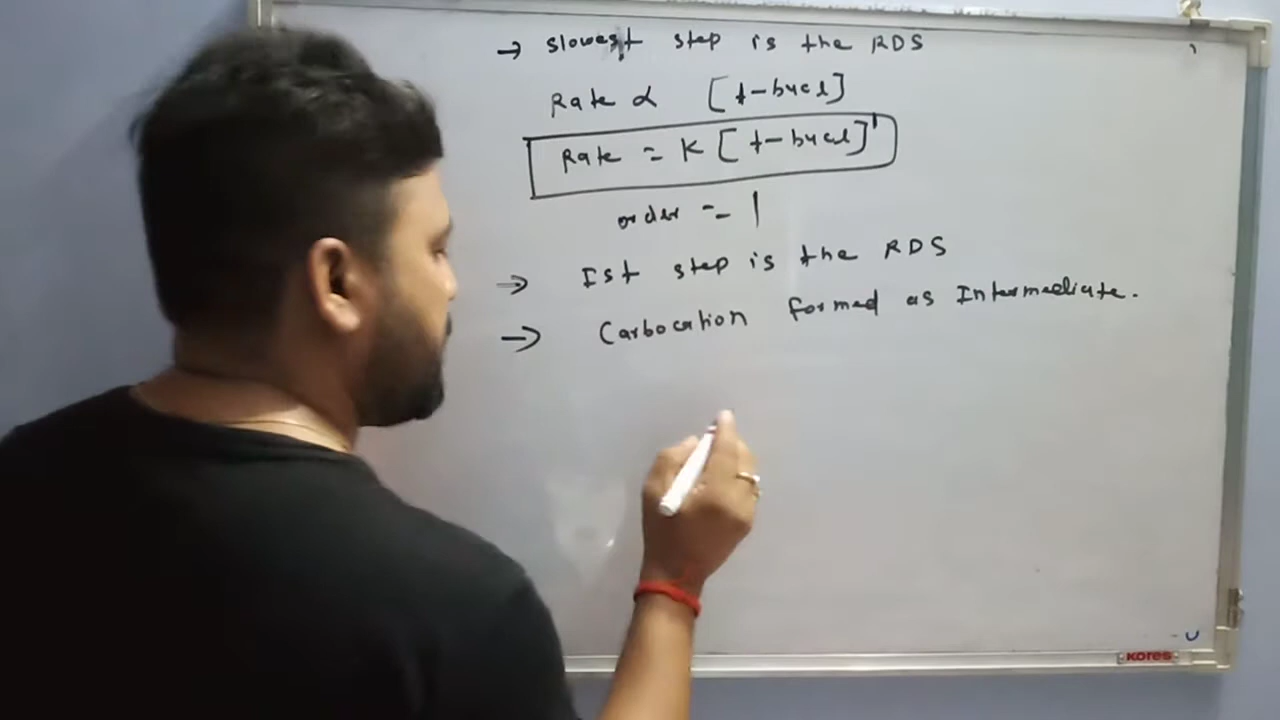 → slowest step is the RDS
Rate ∝ [t-bucl]
Rate = K [t-bucl]¹
order = 1
⇒ Ist step is the RDS
→ Carbocation formed as Intermediate.
KORES